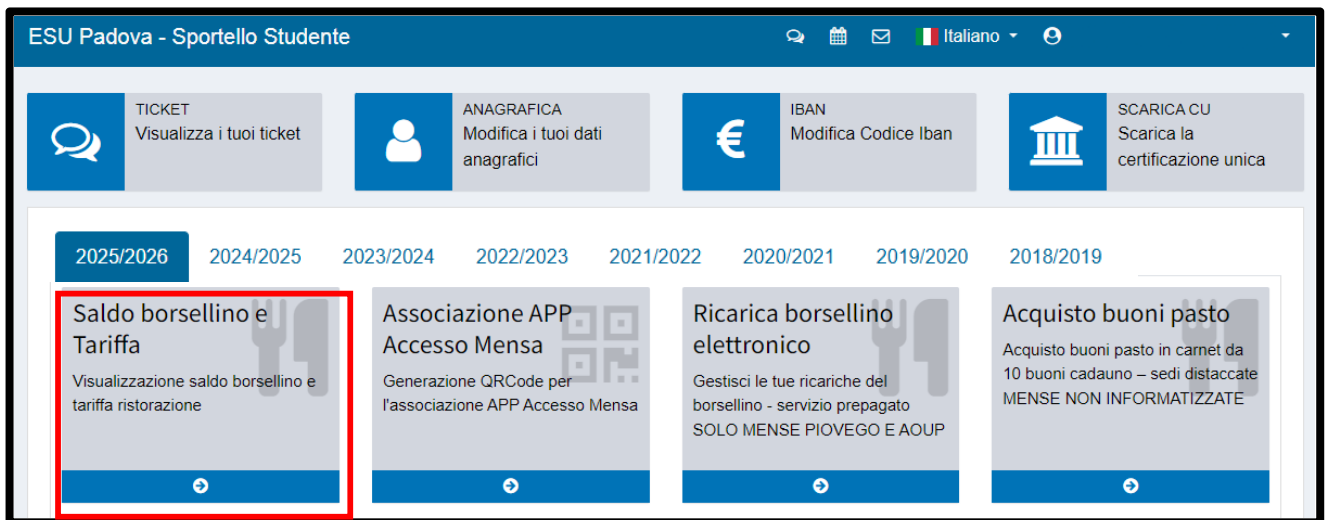 ESU Padova - Sportello Studente
Italiano
TICKET
Visualizza i tuoi ticket
ANAGRAFICA
Modifica i tuoi dati
anagrafici
IBAN
Modifica Codice Iban
SCARICA CU
Scarica la
certificazione unica
2025/2026 2024/2025 2023/2024 2022/2023 2021/2022 2020/2021 2019/2020 2018/2019
Saldo borsellino e
Tariffa
Visualizzazione saldo borsellino e
tariffa ristorazione
Associazione APP
Accesso Mensa
Generazione QRCode per
l'associazione APP Accesso Mensa
Ricarica borsellino
elettronico
Gestisci le tue ricariche del
borsellino - servizio prepagato
SOLO MENSE PIOVEGO E AOUP
Acquisto buoni pasto
Acquisto buoni pasto in carnet da
10 buoni cadauno – sedi distaccate
MENSE NON INFORMATIZZATE